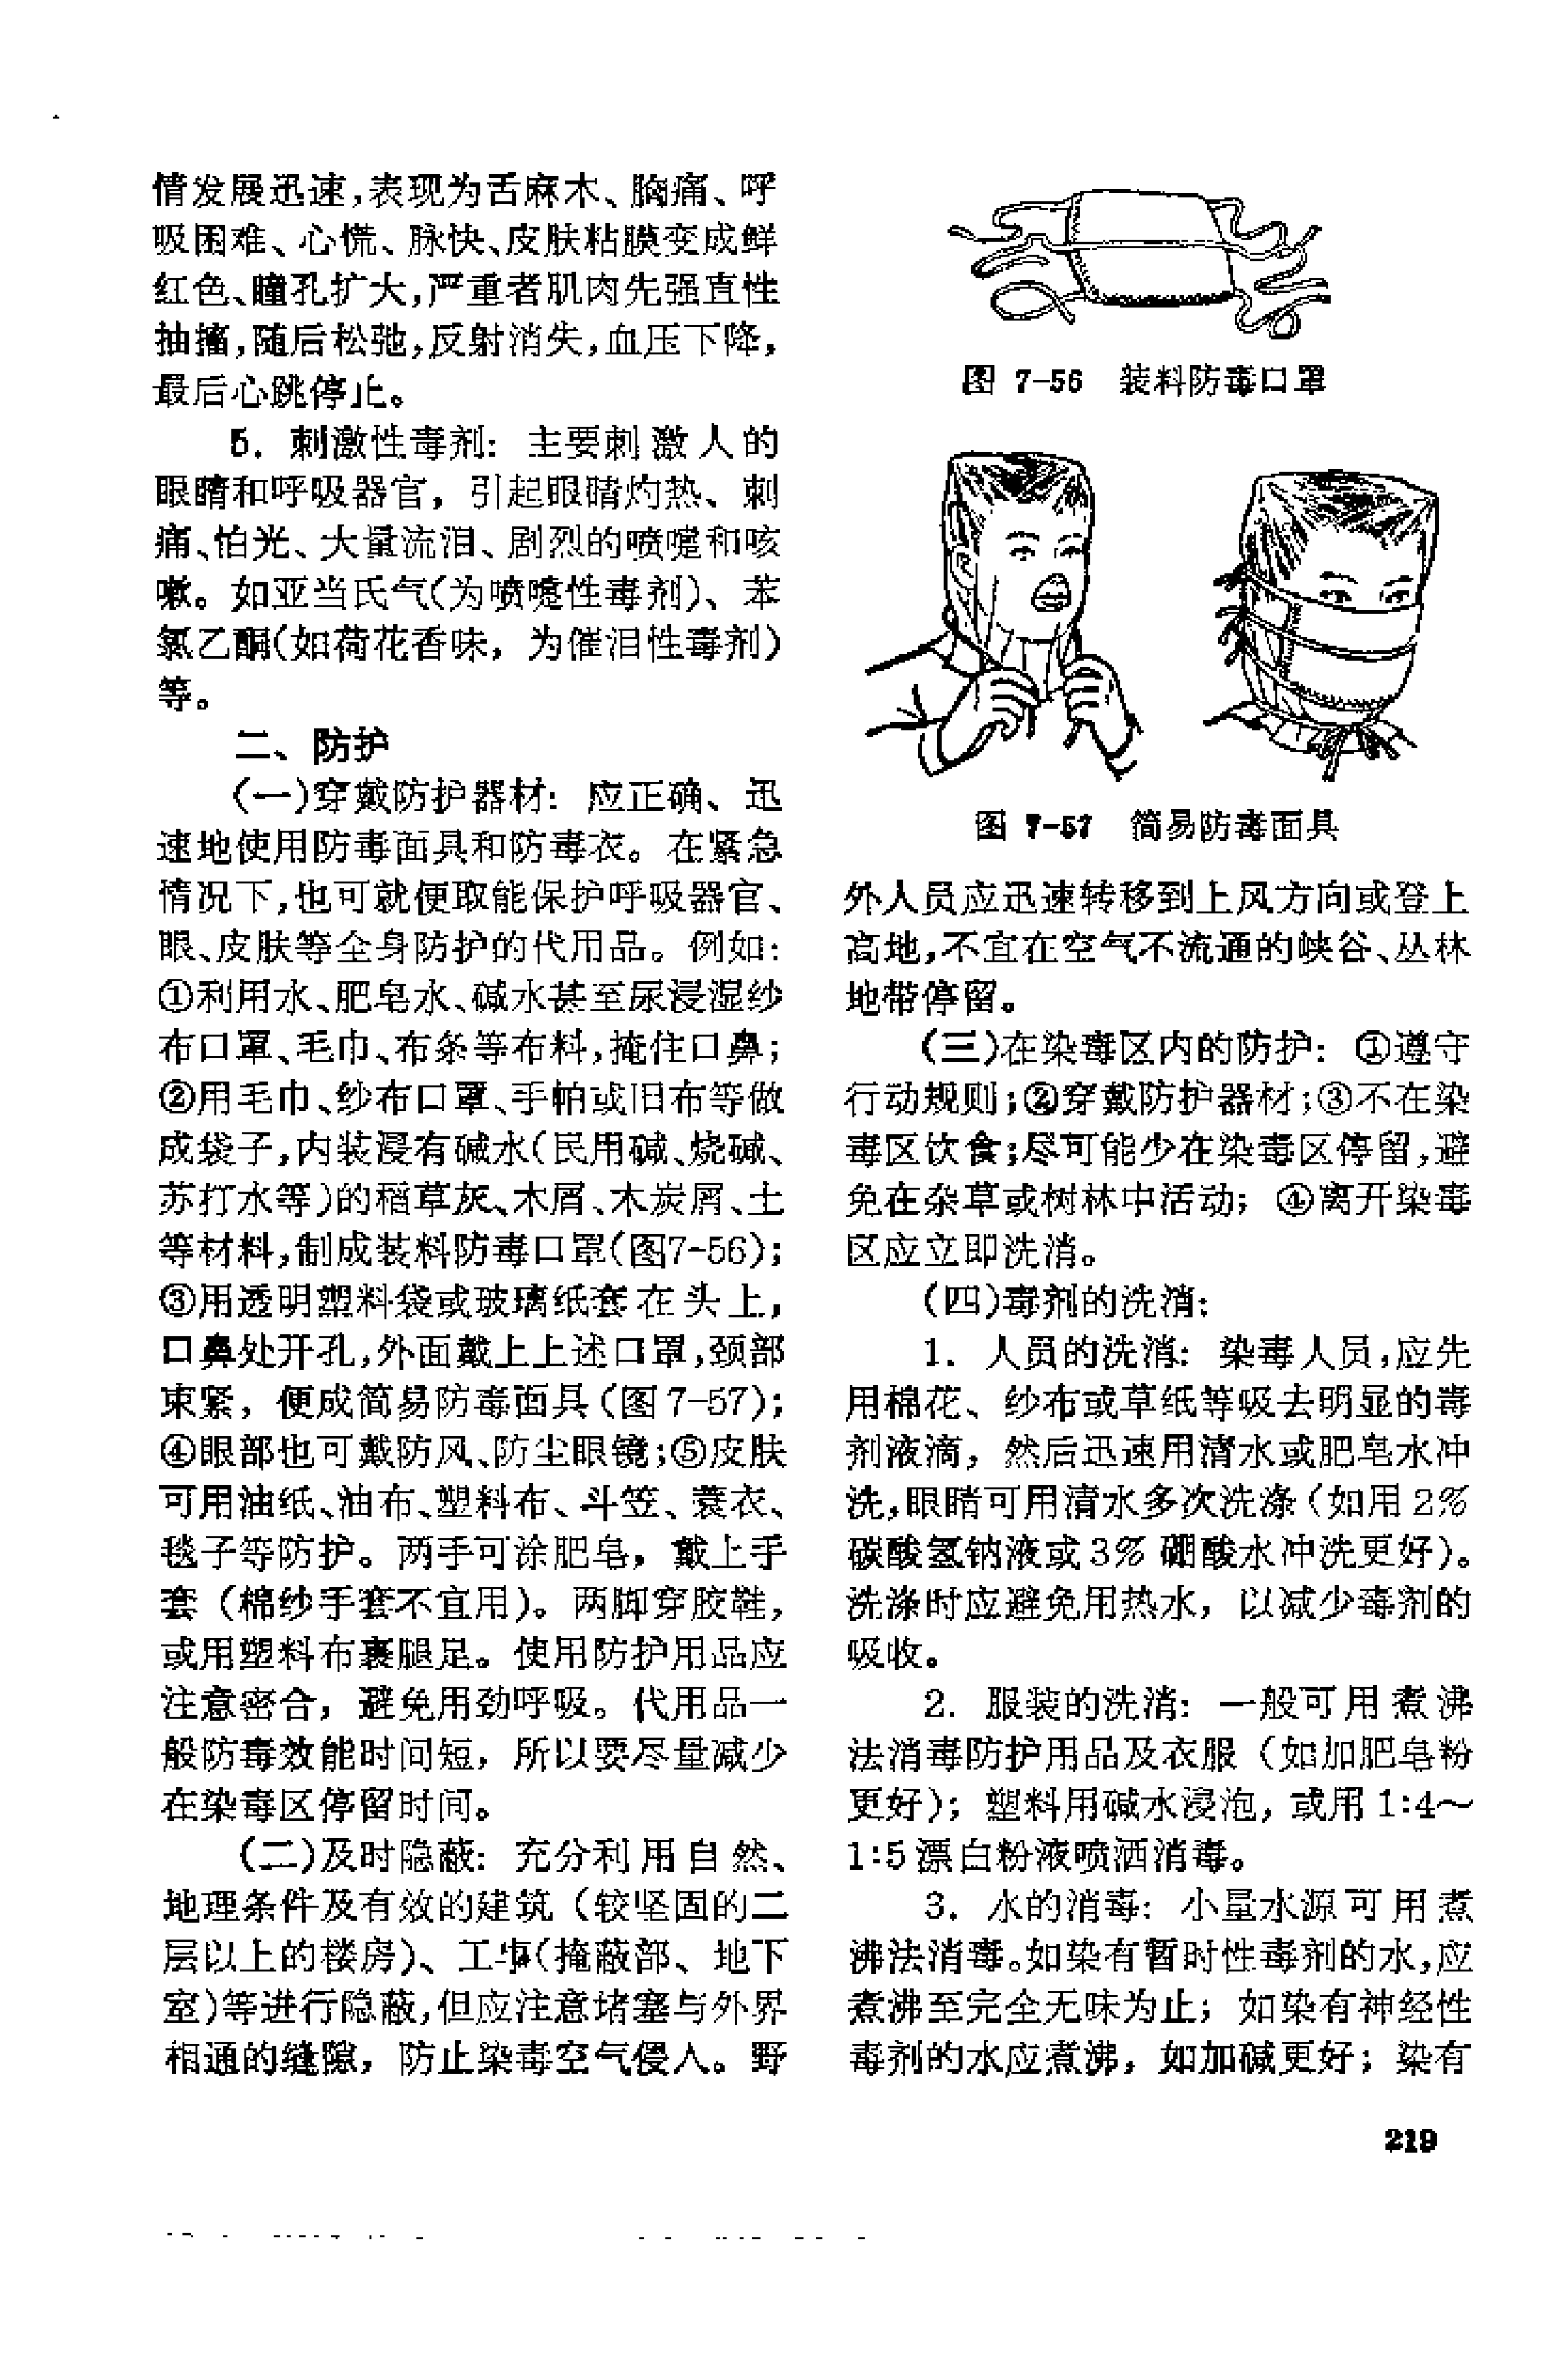 情发展迅速,表现为舌麻木、胸痛、呼
吸困难、心慌、脉快、皮肤粘膜变成鲜
红色、瞳孔扩大,严重者肌肉先强直性
抽搐,随后松弛,反射消失,血压下降,
最后心跳停止。
5. 刺激性毒剂: 主要刺激人的
眼睛和呼吸器官, 引起眼睛灼热、刺
痛、怕光、大量流泪、剧烈的喷嚏和咳
嗽。如亚当氏气(为喷嚏性毒剂)、苯
氯乙酮(如荷花香味, 为催泪性毒剂)
等。
二、防护
(一)穿戴防护器材: 应正确、迅
速地使用防毒面具和防毒衣。在紧急
情况下,也可就便取能保护呼吸器官、
眼、皮肤等全身防护的代用品。例如:
①利用水、肥皂水、碱水甚至尿浸湿纱
布口罩、毛巾、布条等布料,掩住口鼻;
②用毛巾、纱布口罩、手帕或旧布等做
成袋子,内装浸有碱水(民用碱、烧碱、
苏打水等)的稻草灰、木屑、木炭屑、土
等材料,制成装料防毒口罩(图7-56);
③用透明塑料袋或玻璃纸套在头上,
口鼻处开孔,外面戴上上述口罩,颈部
束紧, 便成简易防毒面具(图7-57);
④眼部也可戴防风、防尘眼镜;⑤皮肤
可用油纸、油布、塑料布、斗笠、蓑衣、
毯子等防护。两手可涂肥皂, 戴上手
套(棉纱手套不宜用)。两脚穿胶鞋,
或用塑料布裹腿足。使用防护用品应
注意密合, 避免用劲呼吸。代用品一
般防毒效能时间短, 所以要尽量减少
在染毒区停留时间。
(二)及时隐蔽: 充分利用自然、
地理条件及有效的建筑(较坚固的二
层以上的楼房)、工事(掩蔽部、地下
室)等进行隐蔽,但应注意堵塞与外界
相通的缝隙, 防止染毒空气侵入。野
图 7-56 装料防毒口罩
图 7-57 简易防毒面具
外人员应迅速转移到上风方向或登上
高地,不宜在空气不流通的峡谷、丛林
地带停留。
(三)在染毒区内的防护: ①遵守
行动规则;②穿戴防护器材;③不在染
毒区饮食;尽可能少在染毒区停留,避
免在杂草或树林中活动; ④离开染毒
区应立即洗消。
(四)毒剂的洗消:
1. 人员的洗消: 染毒人员,应先
用棉花、纱布或草纸等吸去明显的毒
剂液滴, 然后迅速用清水或肥皂水冲
洗,眼睛可用清水多次洗涤(如用2%
碳酸氢钠液或3%硼酸水冲洗更好)。
洗涤时应避免用热水, 以减少毒剂的
吸收。
2. 服装的洗消: 一般可用煮沸
法消毒防护用品及衣服(如加肥皂粉
更好); 塑料用碱水浸泡, 或用1:4～
1:5漂白粉液喷洒消毒。
3. 水的消毒: 小量水源可用煮
沸法消毒。如染有暂时性毒剂的水,应
煮沸至完全无味为止; 如染有神经性
毒剂的水应煮沸, 如加碱更好; 染有
219